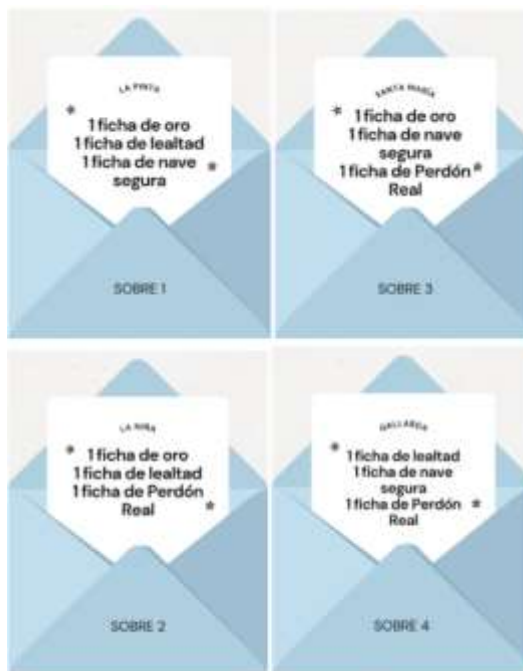 LA PINTA
* 1 ficha de oro
1 ficha de lealtad
1 ficha de nave *
segura
SOBRE 1
SANTA MARÍA
* 1 ficha de oro
1 ficha de nave
segura
1 ficha de Perdón *
Real
SOBRE 3
LA NIÑA
* 1 ficha de oro
1 ficha de lealtad
1 ficha de Perdón
Real *
SOBRE 2
GALLARDA
* 1 ficha de lealtad
1 ficha de nave
segura
1 ficha de Perdón *
Real
SOBRE 4